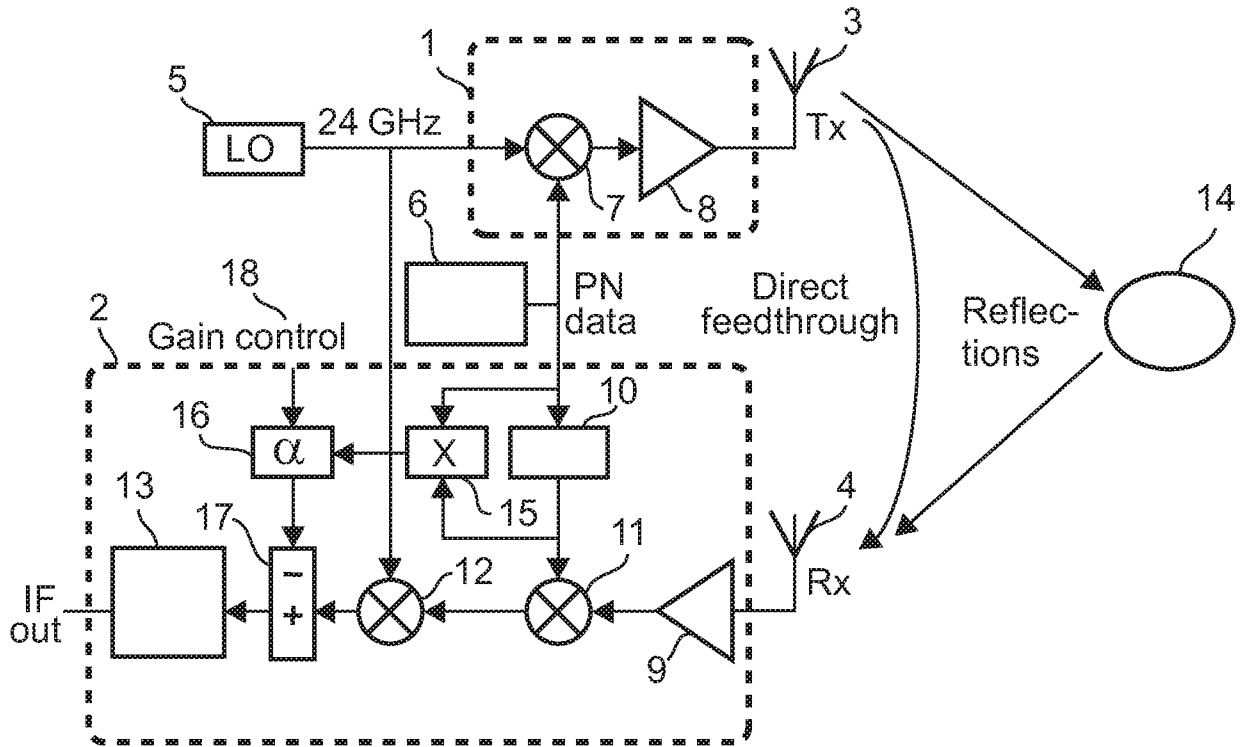 1
3
5
24 GHz
LO
Tx
7
8
6
14
18
PN
data
Direct
feedthrough
Reflec-
tions
2
Gain control
10
16
α
X
13
15
4
17
11
12
−
+
IF
out
Rx
9